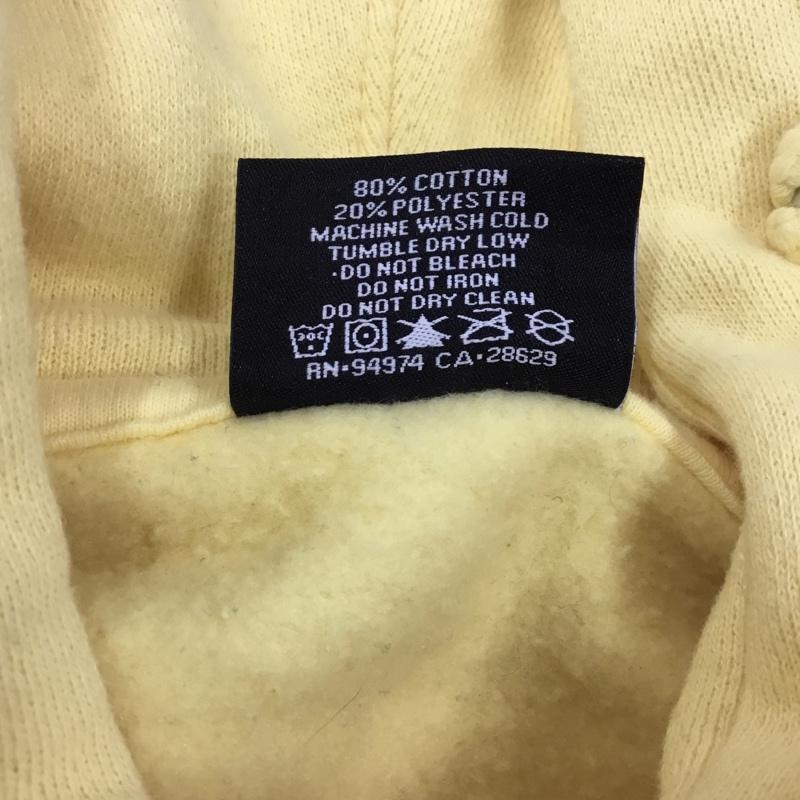 80% COTTON
20% POLYESTER
MACHINE WASH COLD
TUMBLE DRY LOW
·DO NOT BLEACH
DO NOT IRON
DO NOT DRY CLEAN
RN·94974 CA·28629